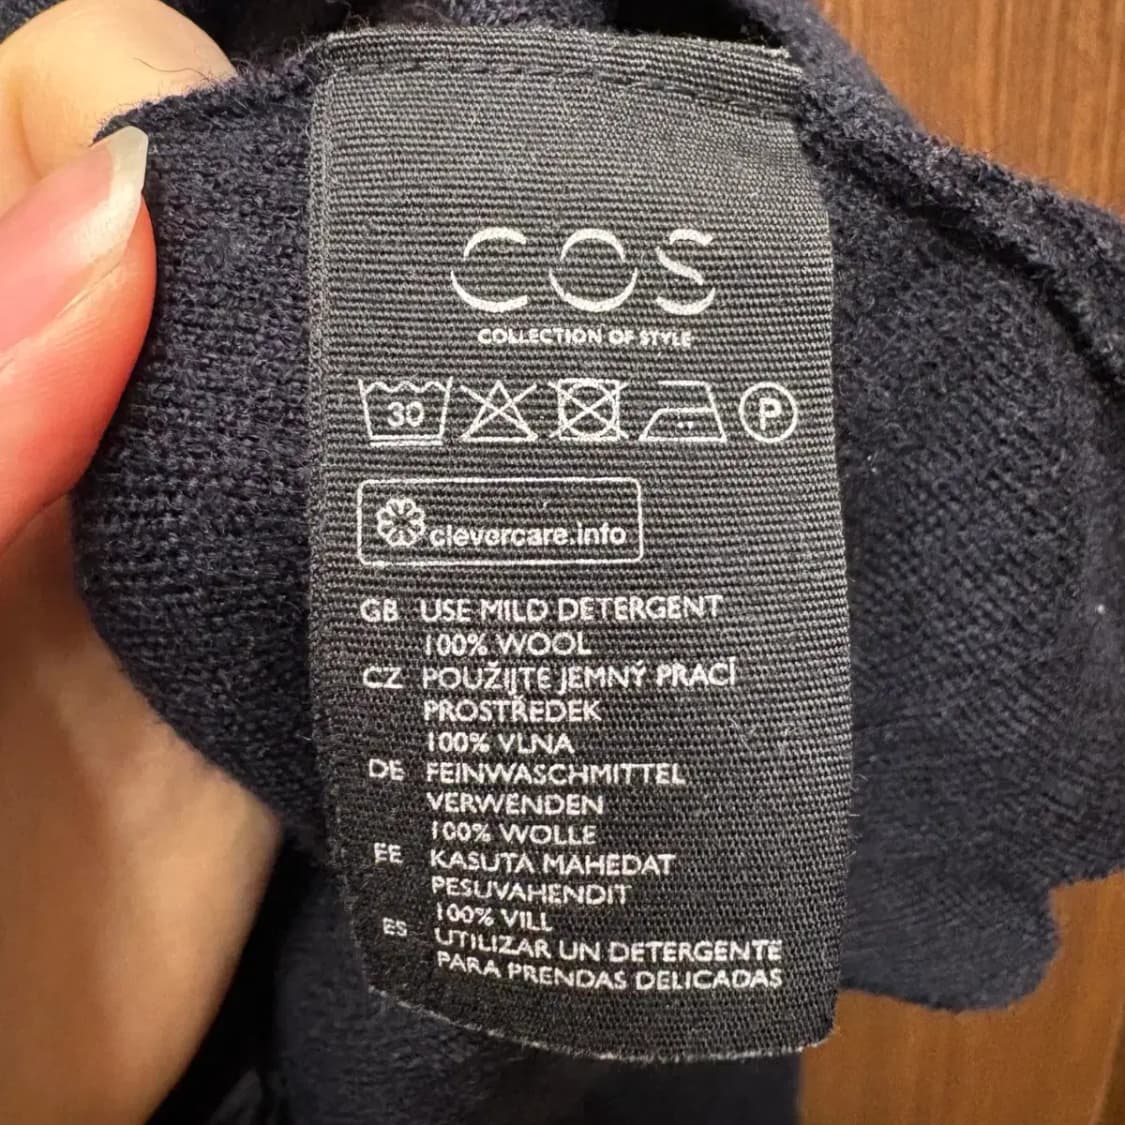 COS
COLLECTION OF STYLE
30 P
clevercare.info
GB USE MILD DETERGENT
100% WOOL
CZ POUŽIJTE JEMNÝ PRACÍ
PROSTŘEDEK
100% VLNA
DE FEINWASCHMITTEL
VERWENDEN
100% WOLLE
EE KASUTA MAHEDAT
PESUVAHENDIT
100% VILL
ES UTILIZAR UN DETERGENTE
PARA PRENDAS DELICADAS